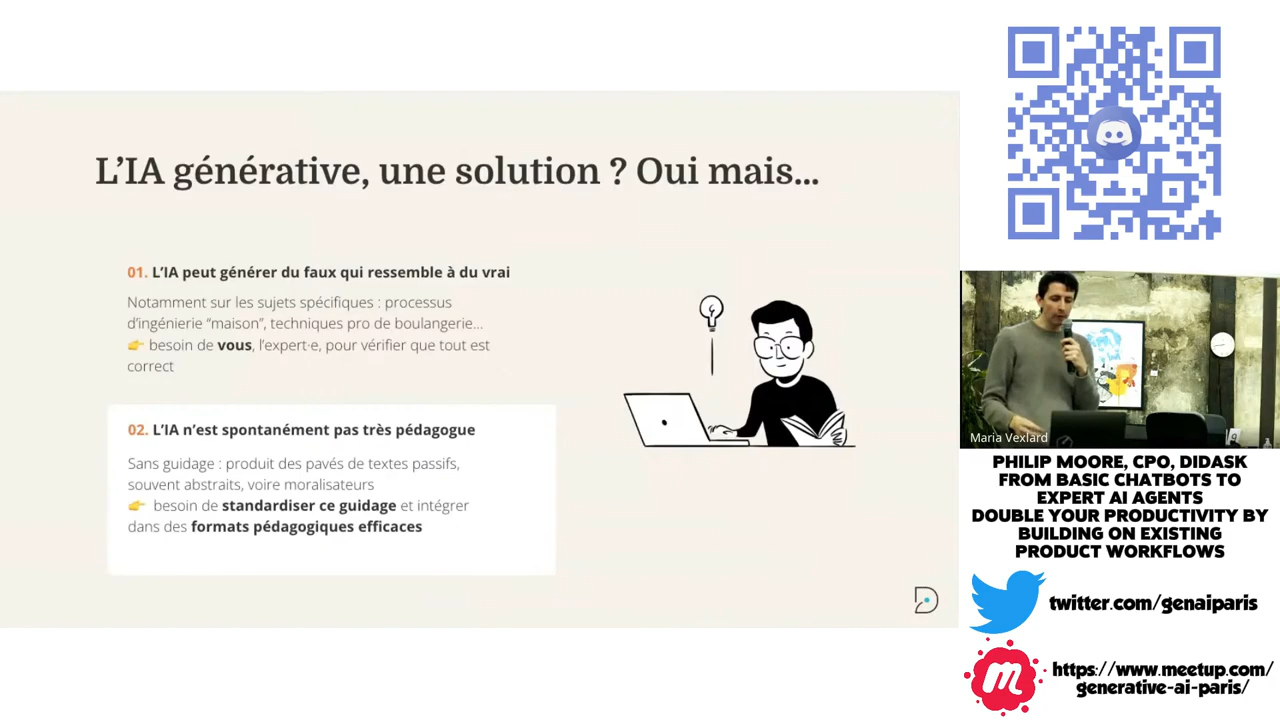 L’IA générative, une solution ? Oui mais...
01. L’IA peut générer du faux qui ressemble à du vrai
Notamment sur les sujets spécifiques : processus
d’ingénierie “maison”, techniques pro de boulangerie...
👉 besoin de vous, l’expert·e, pour vérifier que tout est
correct
02. L’IA n’est spontanément pas très pédagogue
Sans guidage : produit des pavés de textes passifs,
souvent abstraits, voire moralisateurs
👉 besoin de standardiser ce guidage et intégrer
dans des formats pédagogiques efficaces
Maria Vexlard
PHILIP MOORE, CPO, DIDASK
FROM BASIC CHATBOTS TO
EXPERT AI AGENTS
DOUBLE YOUR PRODUCTIVITY BY
BUILDING ON EXISTING
PRODUCT WORKFLOWS
twitter.com/genaiparis
https://www.meetup.com/
generative-ai-paris/